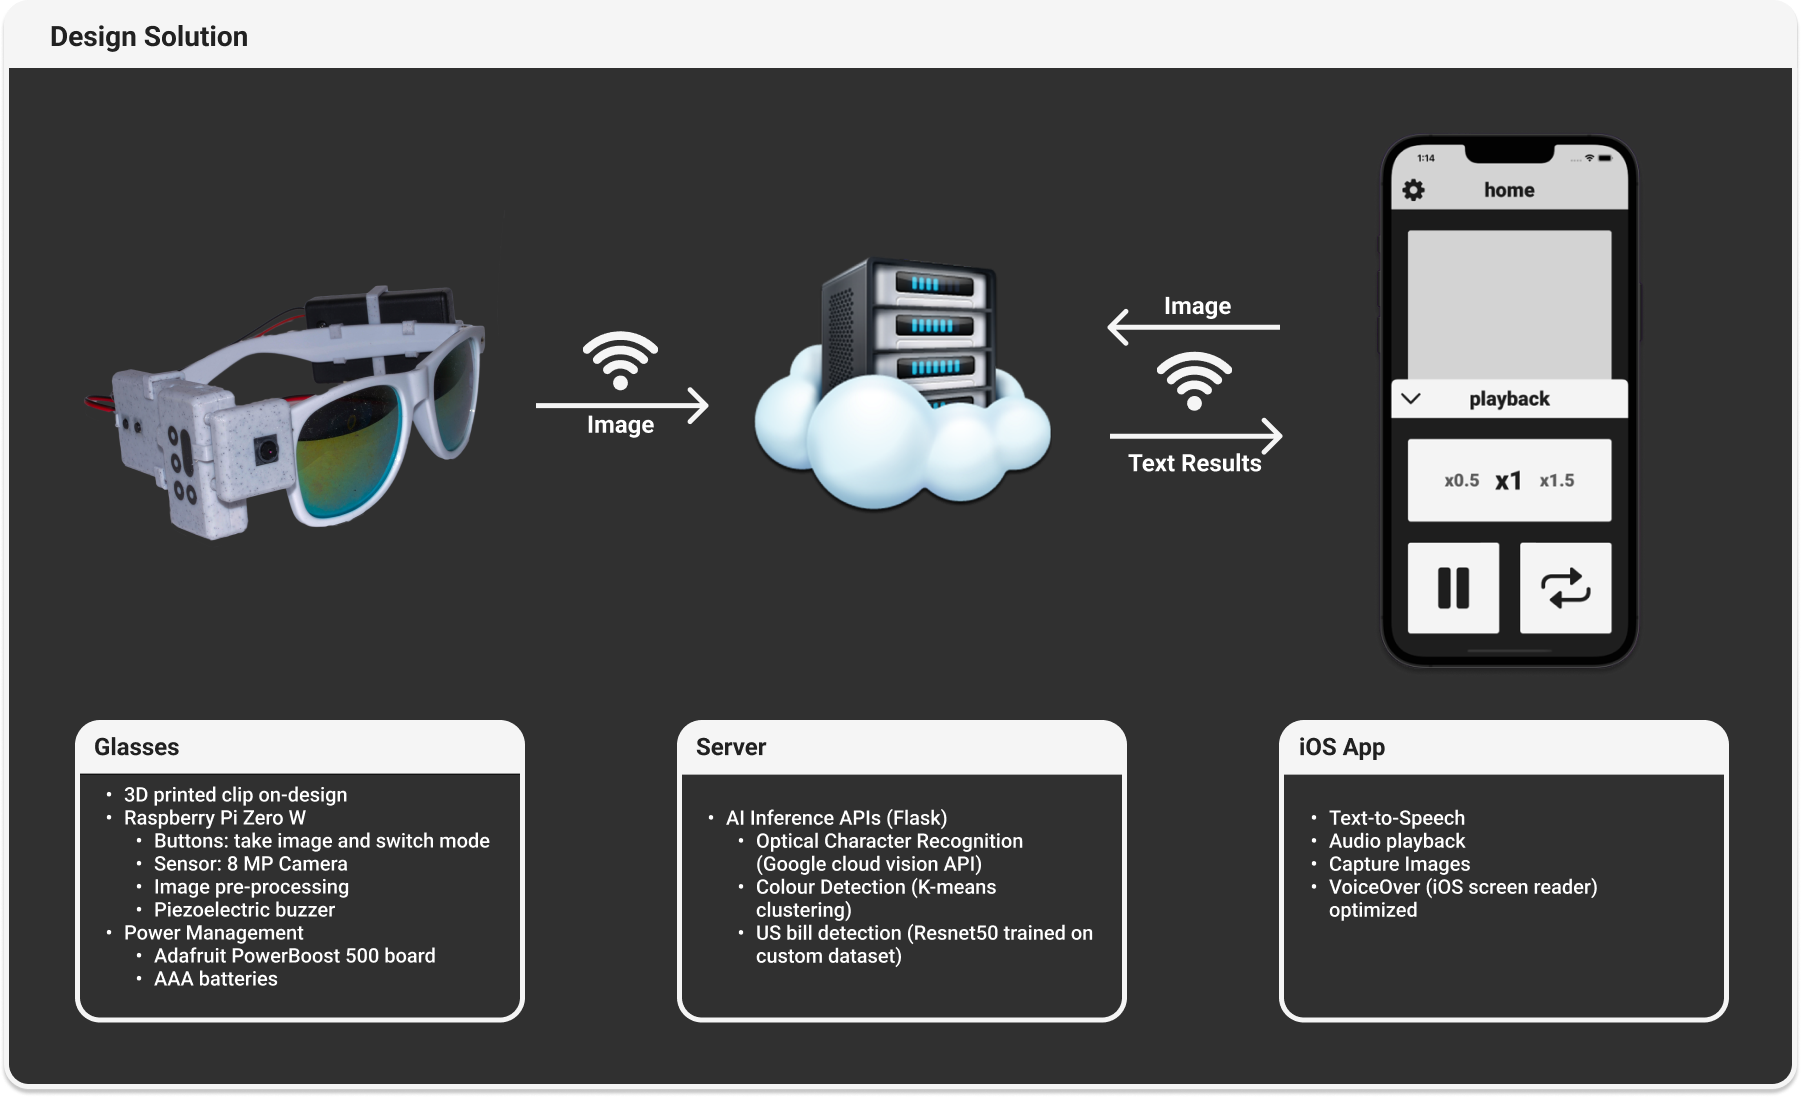 Design Solution
1:14
home
Image
Image
Text Results
playback
x0.5 x1 x1.5
Glasses
• 3D printed clip on-design
• Raspberry Pi Zero W
• Buttons: take image and switch mode
• Sensor: 8 MP Camera
• Image pre-processing
• Piezoelectric buzzer
• Power Management
• Adafruit PowerBoost 500 board
• AAA batteries
Server
• AI Inference APIs (Flask)
• Optical Character Recognition
(Google cloud vision API)
• Colour Detection (K-means
clustering)
• US bill detection (Resnet50 trained on
custom dataset)
iOS App
• Text-to-Speech
• Audio playback
• Capture Images
• VoiceOver (iOS screen reader)
optimized